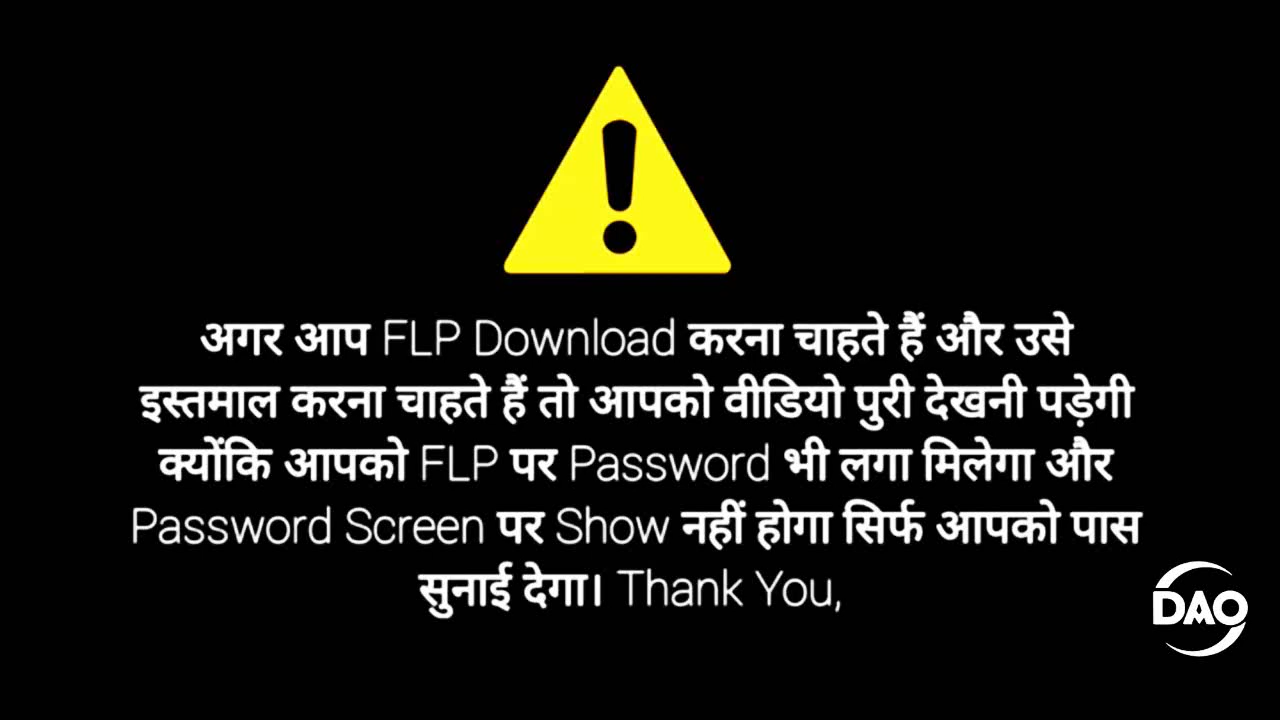 अगर आप FLP Download करना चाहते हैं और उसे
इस्तमाल करना चाहते हैं तो आपको वीडियो पुरी देखनी पड़ेगी
क्योंकि आपको FLP पर Password भी लगा मिलेगा और
Password Screen पर Show नहीं होगा सिर्फ आपको पास
सुनाई देगा। Thank You,
DAO